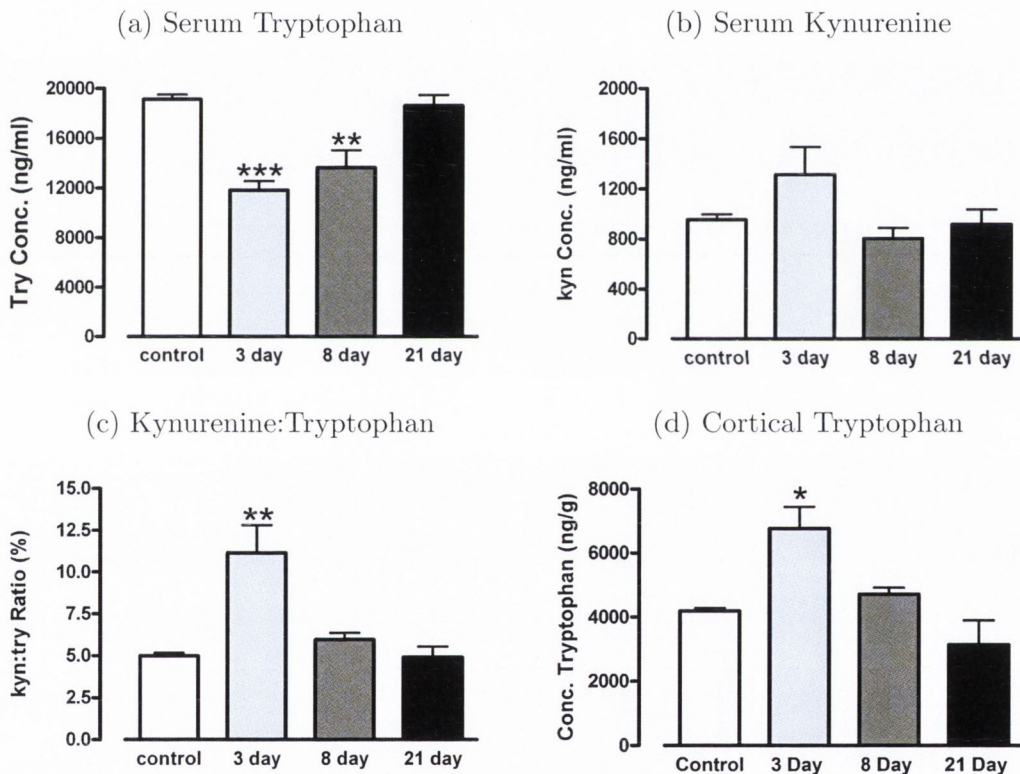 (a) Serum Tryptophan
Try Conc. (ng/ml)
20000
16000
12000
8000
4000
0
***
**
control 3 day 8 day 21 day
(b) Serum Kynurenine
kyn Conc. (ng/ml)
2000
1600
1200
800
400
0
control 3 day 8 day 21 day
(c) Kynurenine:Tryptophan
kyn:try Ratio (%)
15.0
12.5
10.0
7.5
5.0
2.5
0.0
**
control 3 day 8 day 21 day
(d) Cortical Tryptophan
Conc. Tryptophan (ng/g)
8000
6000
4000
2000
0
*
Control 3 Day 8 Day 21 Day